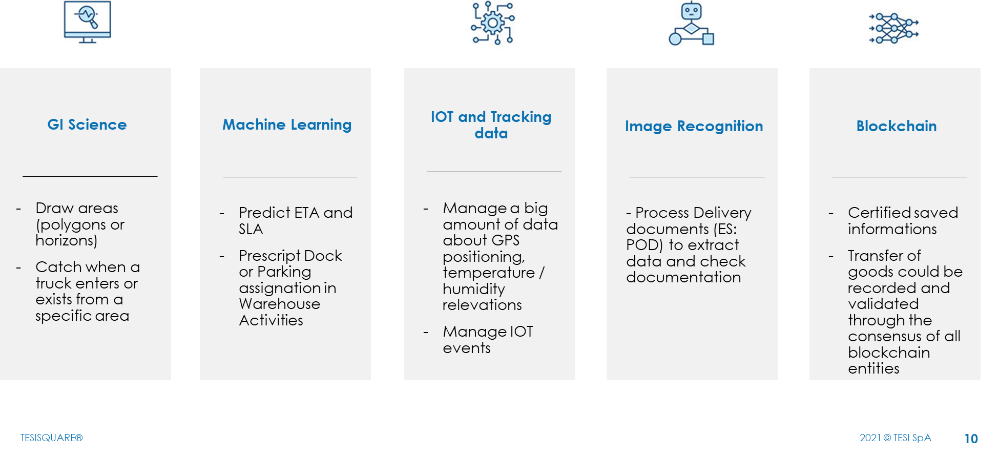 GI Science
- Draw areas
(polygons or
horizons)
- Catch when a
truck enters or
exists from a
specific area
Machine Learning
- Predict ETA and
SLA
- Prescript Dock
or Parking
assignation in
Warehouse
Activities
IOT and Tracking
data
- Manage a big
amount of data
about GPS
positioning,
temperature /
humidity
relevations
- Manage IOT
events
Image Recognition
- Process Delivery
documents (ES:
POD) to extract
data and check
documentation
Blockchain
- Certified saved
informations
- Transfer of
goods could be
recorded and
validated
through the
consensus of all
blockchain
entities
TESISQUARE®
2021 © TESI SpA
10